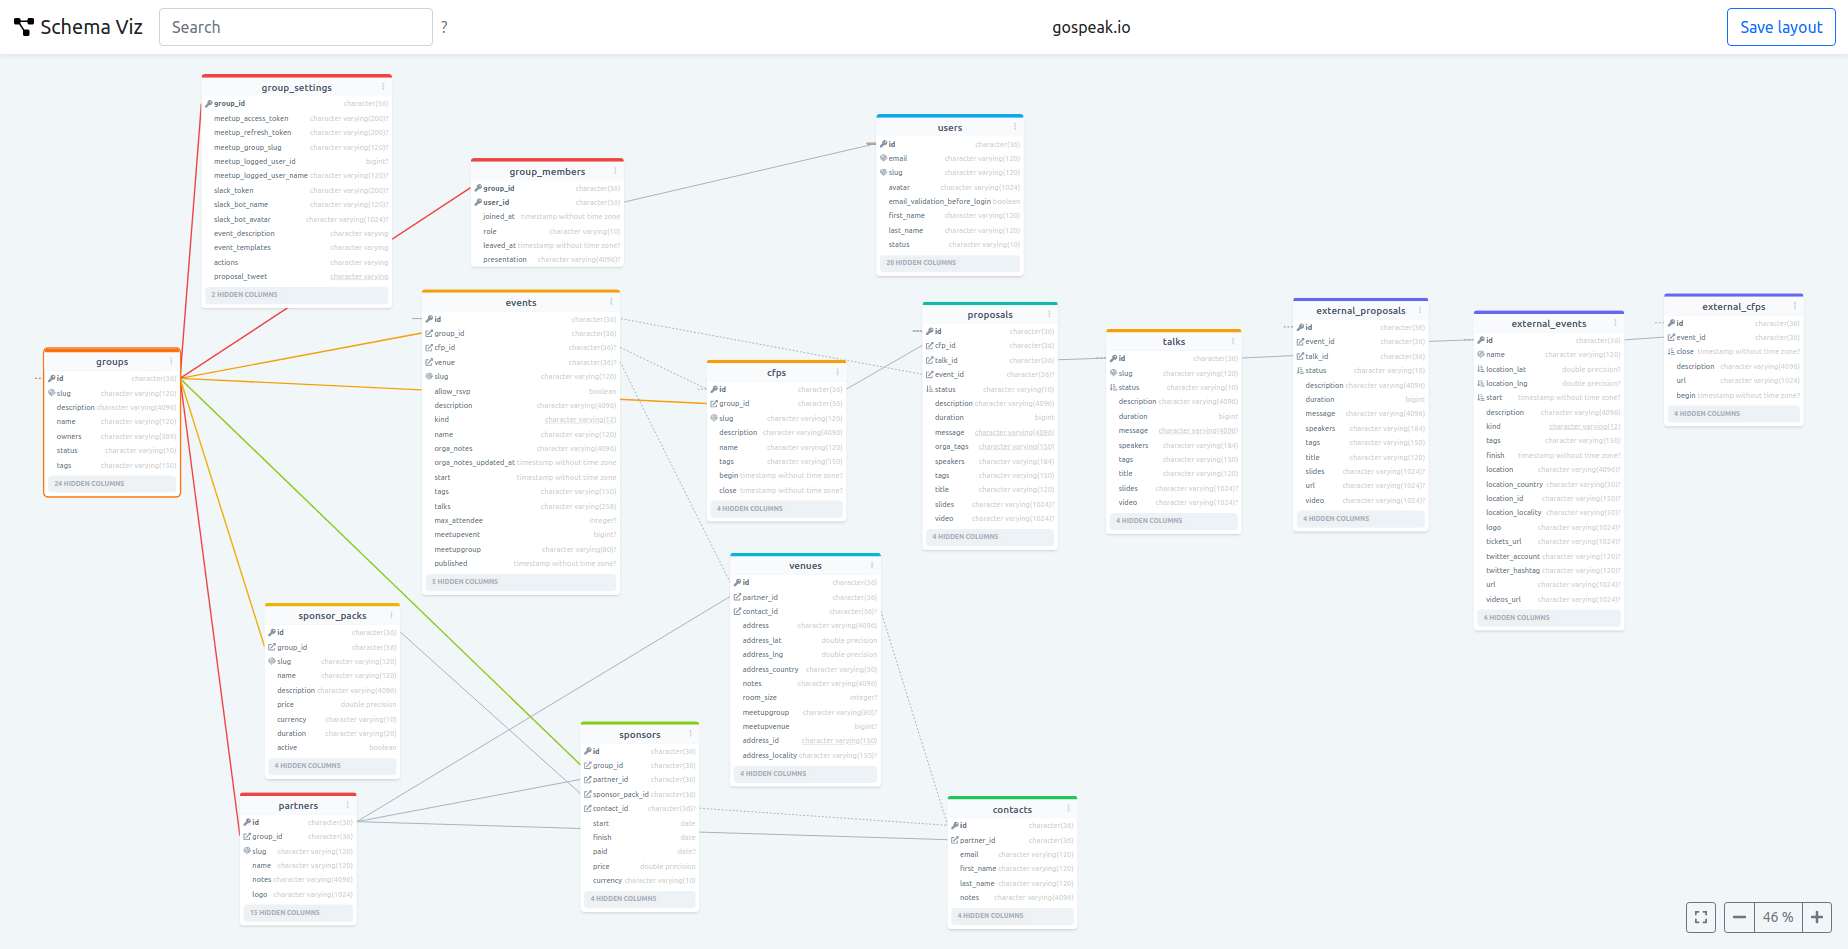 Schema Viz
Search
?
gospeak.io
Save layout
group_settings
group_id character(36)
meetup_access_token character varying(200)?
meetup_refresh_token character varying(200)?
meetup_group_slug character varying(120)?
meetup_logged_user_id bigint?
meetup_logged_user_name character varying(120)?
slack_token character varying(200)?
slack_bot_name character varying(120)?
slack_bot_avatar character varying(1024)?
event_description character varying
event_templates character varying
actions character varying
proposal_tweet character varying
2 HIDDEN COLUMNS
group_members
group_id character(36)
user_id character(36)
joined_at timestamp without time zone
role character varying(10)
leaved_at timestamp without time zone?
presentation character varying(4096)?
users
id character(36)
email character varying(120)
slug character varying(120)
avatar character varying(1024)
email_validation_before_login boolean
first_name character varying(120)
last_name character varying(120)
status character varying(10)
20 HIDDEN COLUMNS
groups
id character(36)
slug character varying(120)
description character varying(4096)
name character varying(120)
owners character varying(369)
status character varying(10)
tags character varying(150)
24 HIDDEN COLUMNS
events
id character(36)
group_id character(36)
cfp_id character(36)?
venue character(36)?
slug character varying(120)
allow_rsvp boolean
description character varying(4096)
kind character varying(12)
name character varying(120)
orga_notes character varying(4096)
orga_notes_updated_at timestamp without time zone
start timestamp without time zone
tags character varying(150)
talks character varying(258)
max_attendee integer?
meetupevent bigint?
meetupgroup character varying(80)?
published timestamp without time zone?
5 HIDDEN COLUMNS
cfps
id character(36)
group_id character(36)
slug character varying(120)
description character varying(4096)
name character varying(120)
tags character varying(150)
begin timestamp without time zone?
close timestamp without time zone?
4 HIDDEN COLUMNS
proposals
id character(36)
cfp_id character(36)
talk_id character(36)
event_id character(36)?
status character varying(10)
description character varying(4096)
duration bigint
message character varying(4096)
orga_tags character varying(150)
speakers character varying(184)
tags character varying(150)
title character varying(120)
slides character varying(1024)?
video character varying(1024)?
4 HIDDEN COLUMNS
talks
id character(36)
slug character varying(120)
status character varying(10)
description character varying(4096)
duration bigint
message character varying(4096)
speakers character varying(184)
tags character varying(150)
title character varying(120)
slides character varying(1024)?
video character varying(1024)?
4 HIDDEN COLUMNS
external_proposals
id character(36)
event_id character(36)
talk_id character(36)
status character varying(10)
description character varying(4096)
duration bigint
message character varying(4096)
speakers character varying(184)
tags character varying(150)
title character varying(120)
slides character varying(1024)?
url character varying(1024)?
video character varying(1024)?
4 HIDDEN COLUMNS
external_events
id character(36)
name character varying(120)
location_lat double precision?
location_lng double precision?
start timestamp without time zone?
description character varying(4096)
kind character varying(12)
tags character varying(150)
finish timestamp without time zone?
location character varying(4096)?
location_country character varying(30)?
location_id character varying(150)?
location_locality character varying(50)?
logo character varying(1024)?
tickets_url character varying(1024)?
twitter_account character varying(120)?
twitter_hashtag character varying(120)?
url character varying(1024)?
videos_url character varying(1024)?
4 HIDDEN COLUMNS
external_cfps
id character(36)
event_id character(36)
close timestamp without time zone?
description character varying(4096)
url character varying(1024)
begin timestamp without time zone?
4 HIDDEN COLUMNS
venues
id character(36)
partner_id character(36)
contact_id character(36)?
address character varying(4096)
address_lat double precision
address_lng double precision
address_country character varying(30)
notes character varying(4096)
room_size integer?
meetupgroup character varying(80)?
meetupvenue bigint?
address_id character varying(150)
address_locality character varying(150)?
4 HIDDEN COLUMNS
sponsor_packs
id character(36)
group_id character(36)
slug character varying(120)
name character varying(120)
description character varying(4096)
price double precision
currency character varying(10)
duration character varying(20)
active boolean
4 HIDDEN COLUMNS
sponsors
id character(36)
group_id character(36)
partner_id character(36)
sponsor_pack_id character(36)
contact_id character(36)?
start date
finish date
paid date?
price double precision
currency character varying(10)
4 HIDDEN COLUMNS
partners
id character(36)
group_id character(36)
slug character varying(120)
name character varying(120)
notes character varying(4096)
logo character varying(1024)
15 HIDDEN COLUMNS
contacts
id character(36)
partner_id character(36)
email character varying(120)
first_name character varying(120)
last_name character varying(120)
notes character varying(4096)
4 HIDDEN COLUMNS
46 %